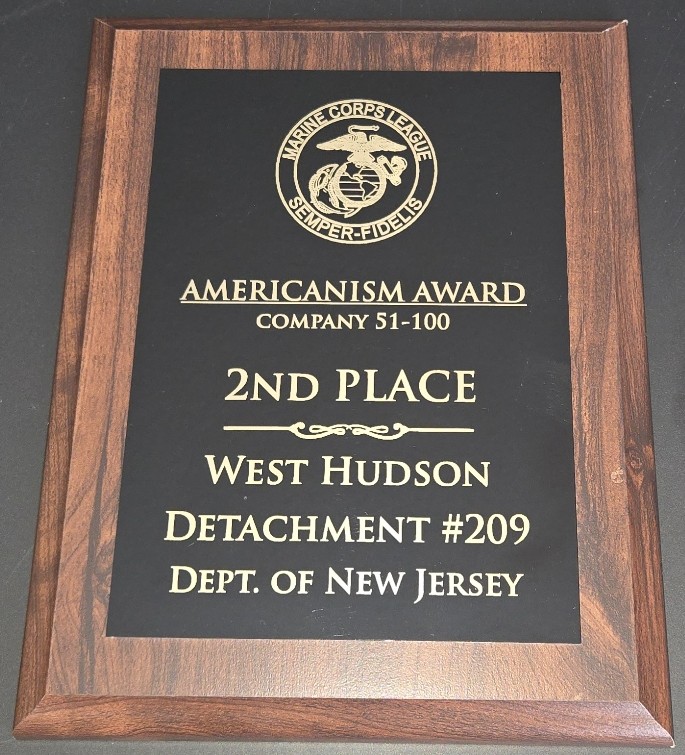 MARINE CORPS LEAGUE
SEMPER-FIDELIS
AMERICANISM AWARD
COMPANY 51-100
2ND PLACE
WEST HUDSON
DETACHMENT #209
DEPT. OF NEW JERSEY